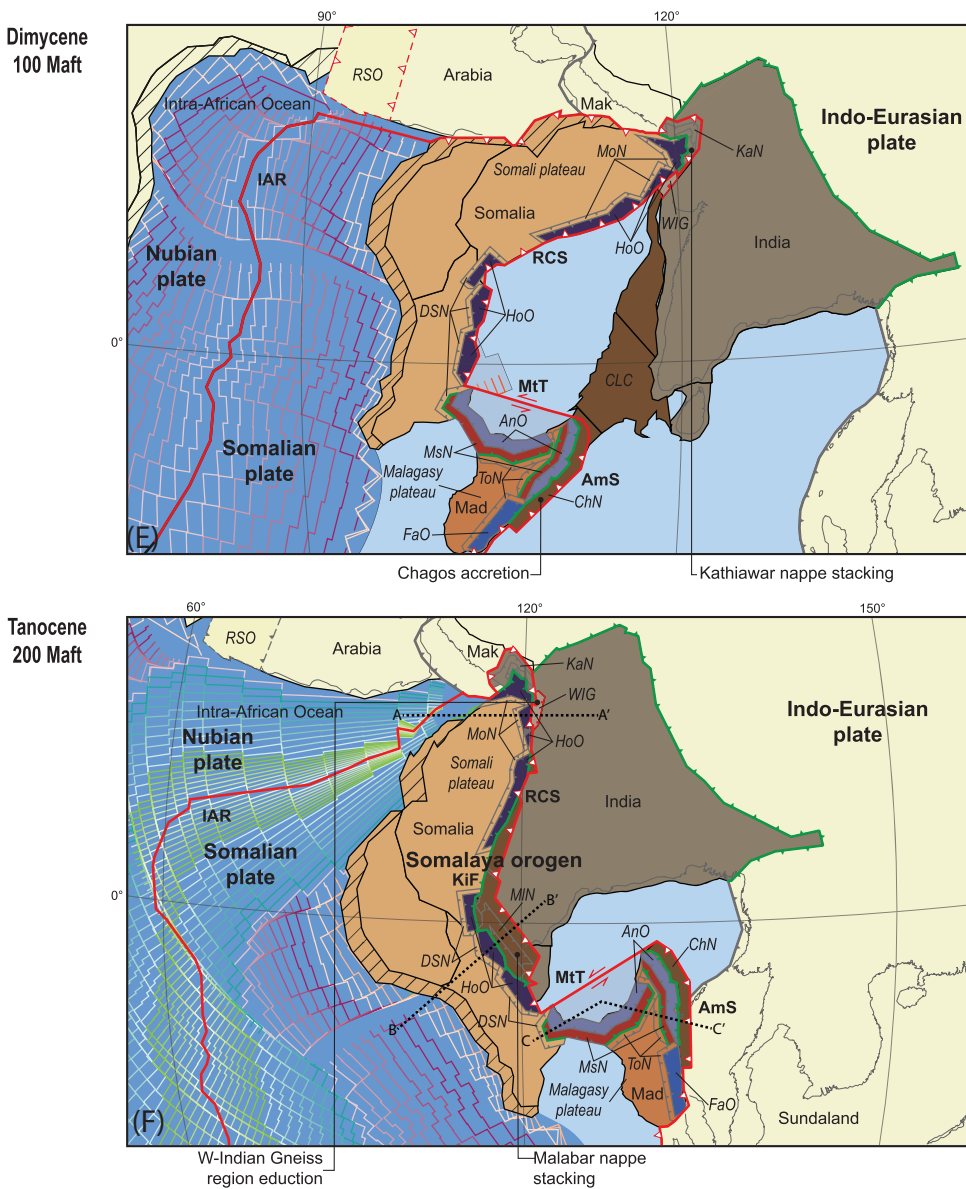 Dimycene
100 Maft
90°
120°
RSO
Arabia
Mak
Intra-African Ocean
Indo-Eurasian
plate
KaN
MoN
Somali plateau
IAR
Somalia
WIG
India
HoO
RCS
Nubian
plate
DSN
HoO
0°
MtT
CLC
AnO
MsN
Somalian
plate
Malagasy
plateau
ToN
AmS
ChN
Mad
FaO
(E)
Chagos accretion
Kathiawar nappe stacking
Tanocene
200 Maft
60°
120°
150°
RSO
Arabia
Mak
KaN
WIG
Intra-African Ocean
A
A'
Indo-Eurasian
plate
Nubian
plate
MoN
HoO
Somali
plateau
RCS
India
IAR
Somalia
Somalian
plate
Somalaya orogen
KiF
MlN
0°
B'
AnO
ChN
DSN
MtT
HoO
AmS
DSN
B
C
C'
MsN
ToN
Malagasy
plateau
Mad
FaO
Sundaland
(F)
W-Indian Gneiss
region eduction
Malabar nappe
stacking